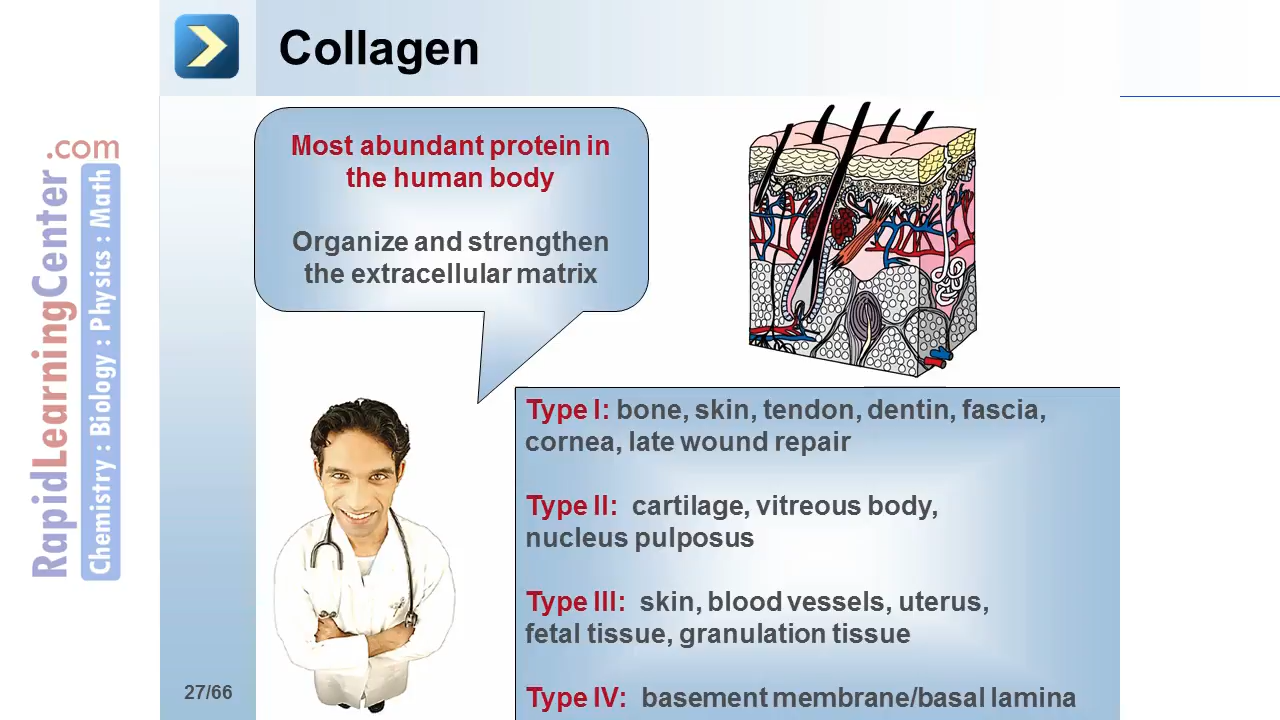 Collagen
Most abundant protein in
the human body
Organize and strengthen
the extracellular matrix
Type I: bone, skin, tendon, dentin, fascia,
cornea, late wound repair
Type II: cartilage, vitreous body,
nucleus pulposus
Type III: skin, blood vessels, uterus,
fetal tissue, granulation tissue
Type IV: basement membrane/basal lamina
27/66
RapidLearningCenter.com
Chemistry : Biology : Physics : Math